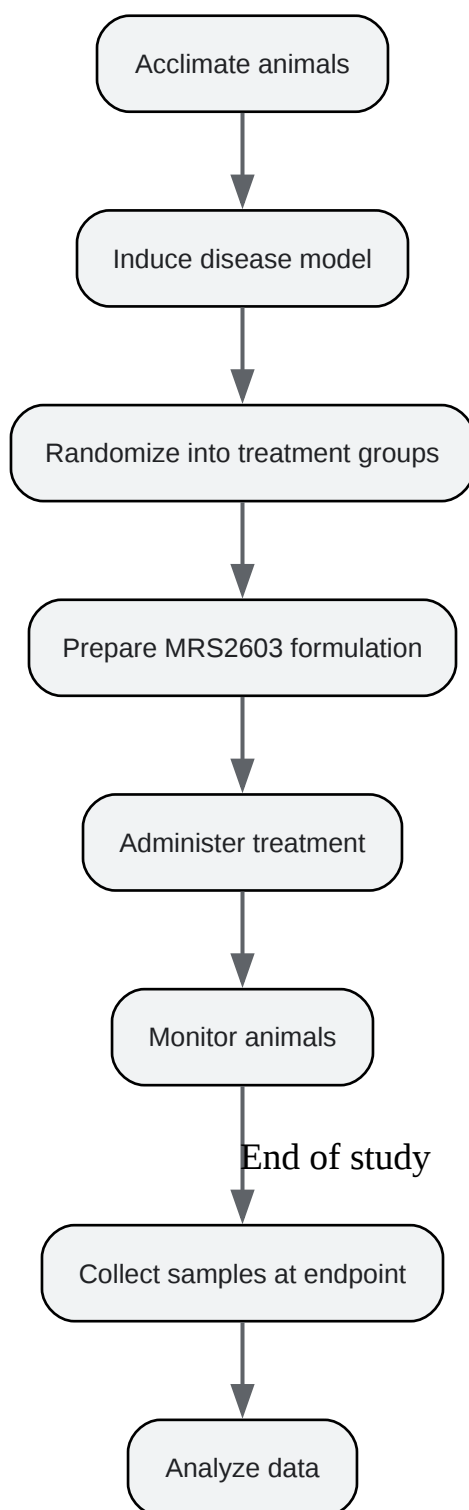 Acclimate animals
Induce disease model
Randomize into treatment groups
Prepare MRS2603 formulation
Administer treatment
Monitor animals
End of study
Collect samples at endpoint
Analyze data